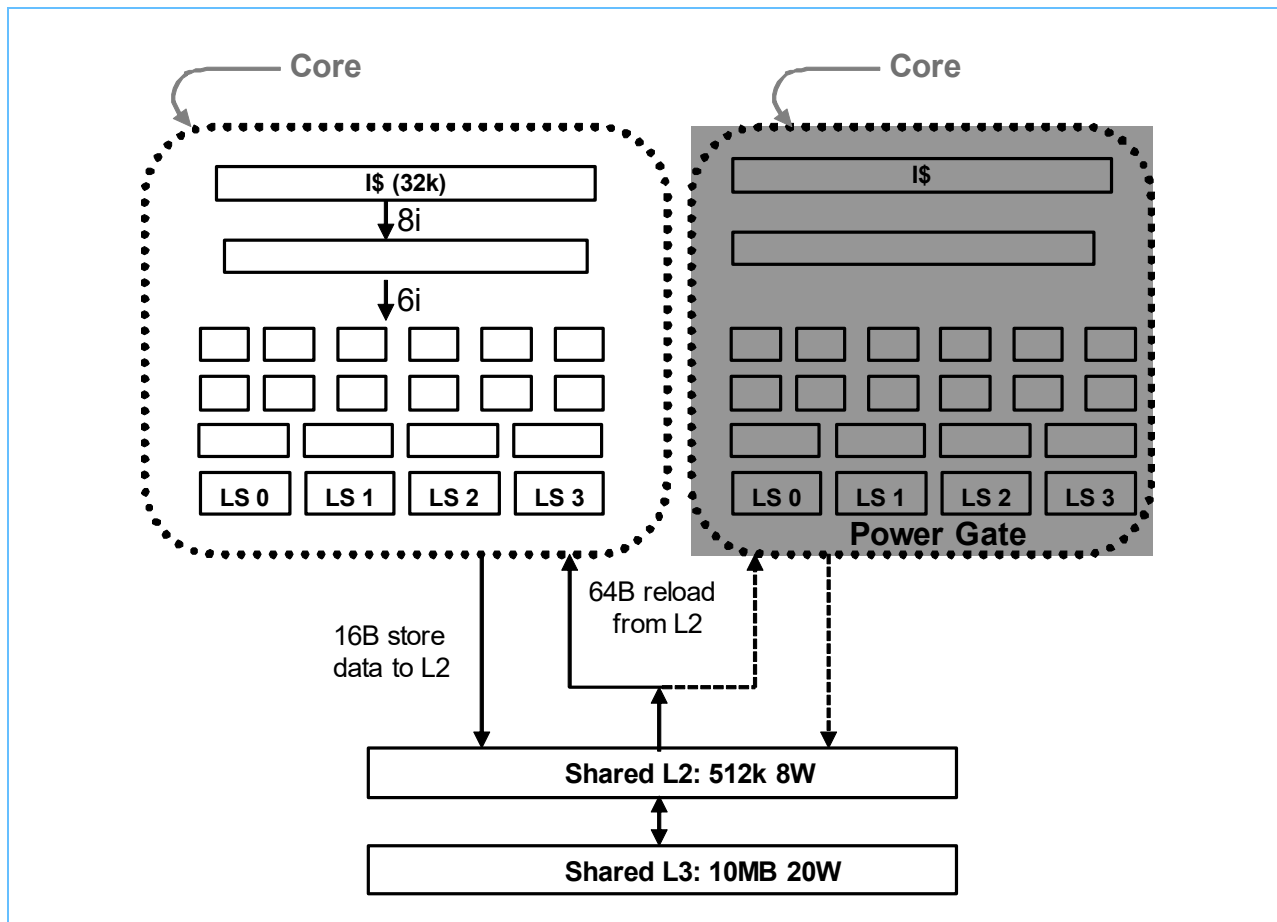 Core
Core
I$ (32k)
I$
8i
6i
LS 0 LS 1 LS 2 LS 3
LS 0 LS 1 LS 2 LS 3
Power Gate
64B reload
from L2
16B store
data to L2
Shared L2: 512k 8W
Shared L3: 10MB 20W